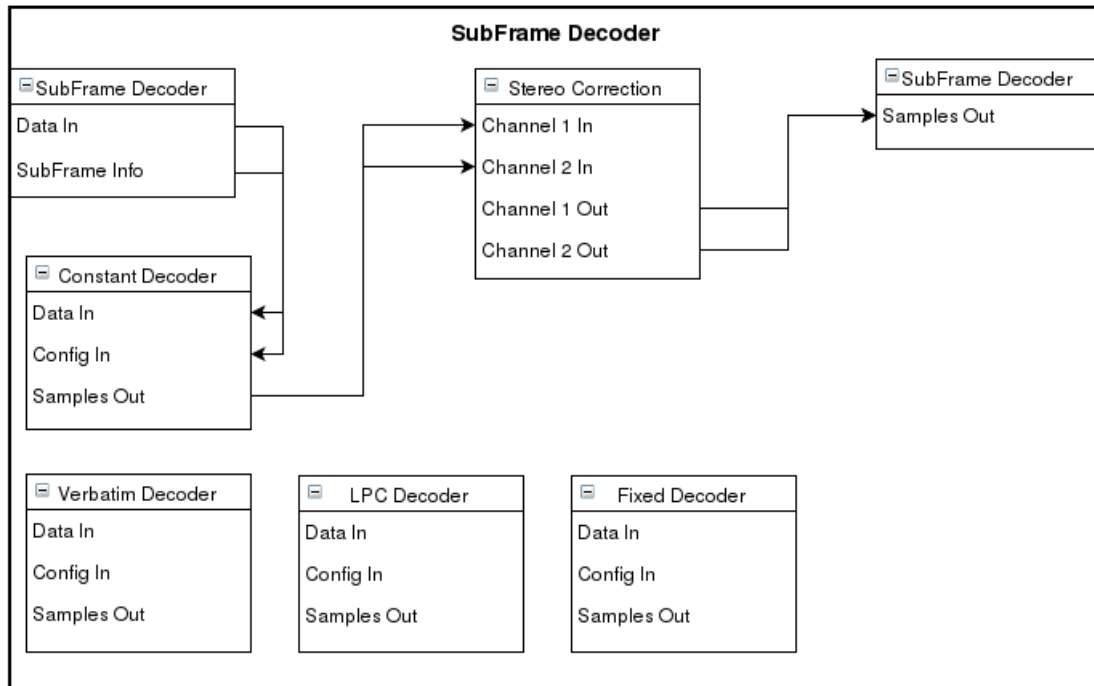 SubFrame Decoder
SubFrame Decoder
Data In
SubFrame Info
Stereo Correction
Channel 1 In
Channel 2 In
Channel 1 Out
Channel 2 Out
SubFrame Decoder
Samples Out
Constant Decoder
Data In
Config In
Samples Out
Verbatim Decoder
Data In
Config In
Samples Out
LPC Decoder
Data In
Config In
Samples Out
Fixed Decoder
Data In
Config In
Samples Out